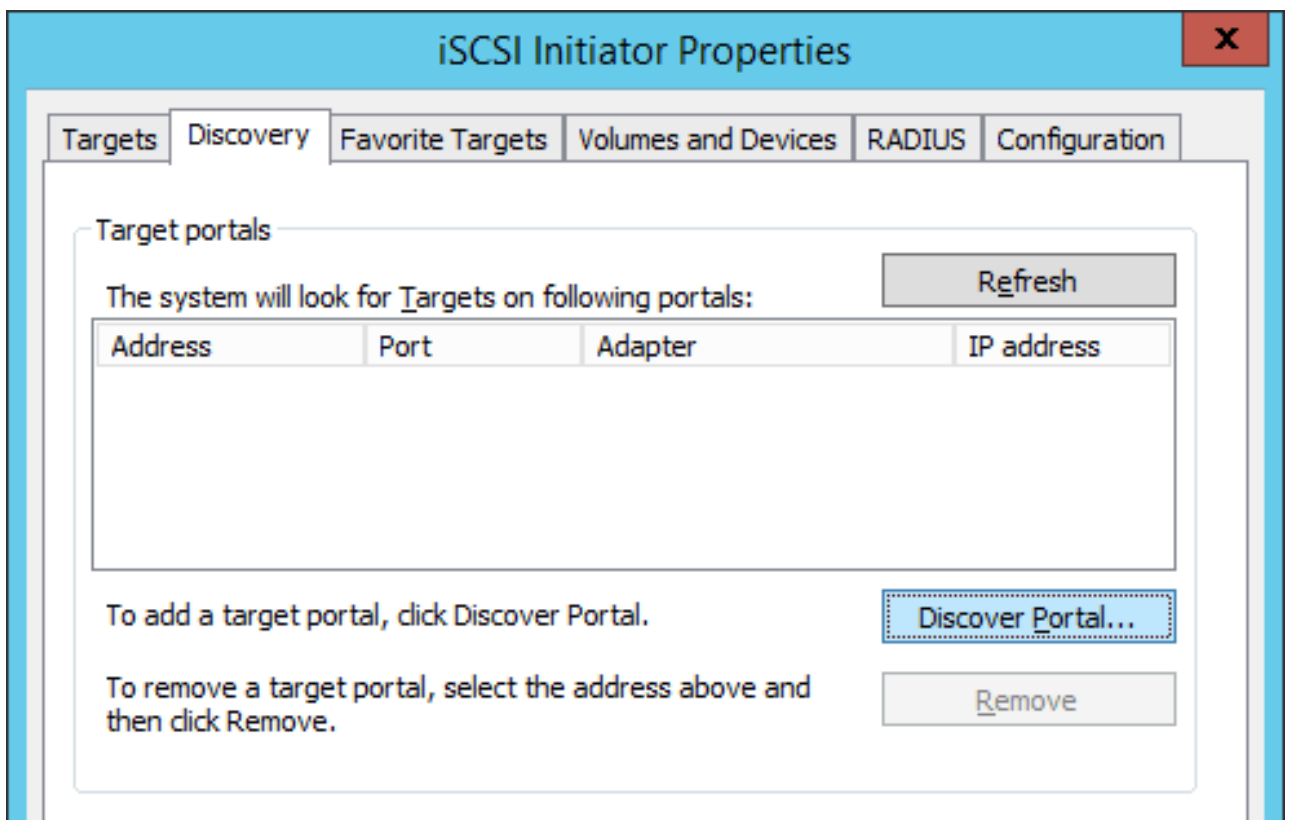 iSCSI Initiator Properties
x
Targets Discovery Favorite Targets Volumes and Devices RADIUS Configuration
Target portals
Refresh
The system will look for Targets on following portals:
Address Port Adapter IP address
To add a target portal, click Discover Portal.
Discover Portal...
To remove a target portal, select the address above and
then click Remove.
Remove